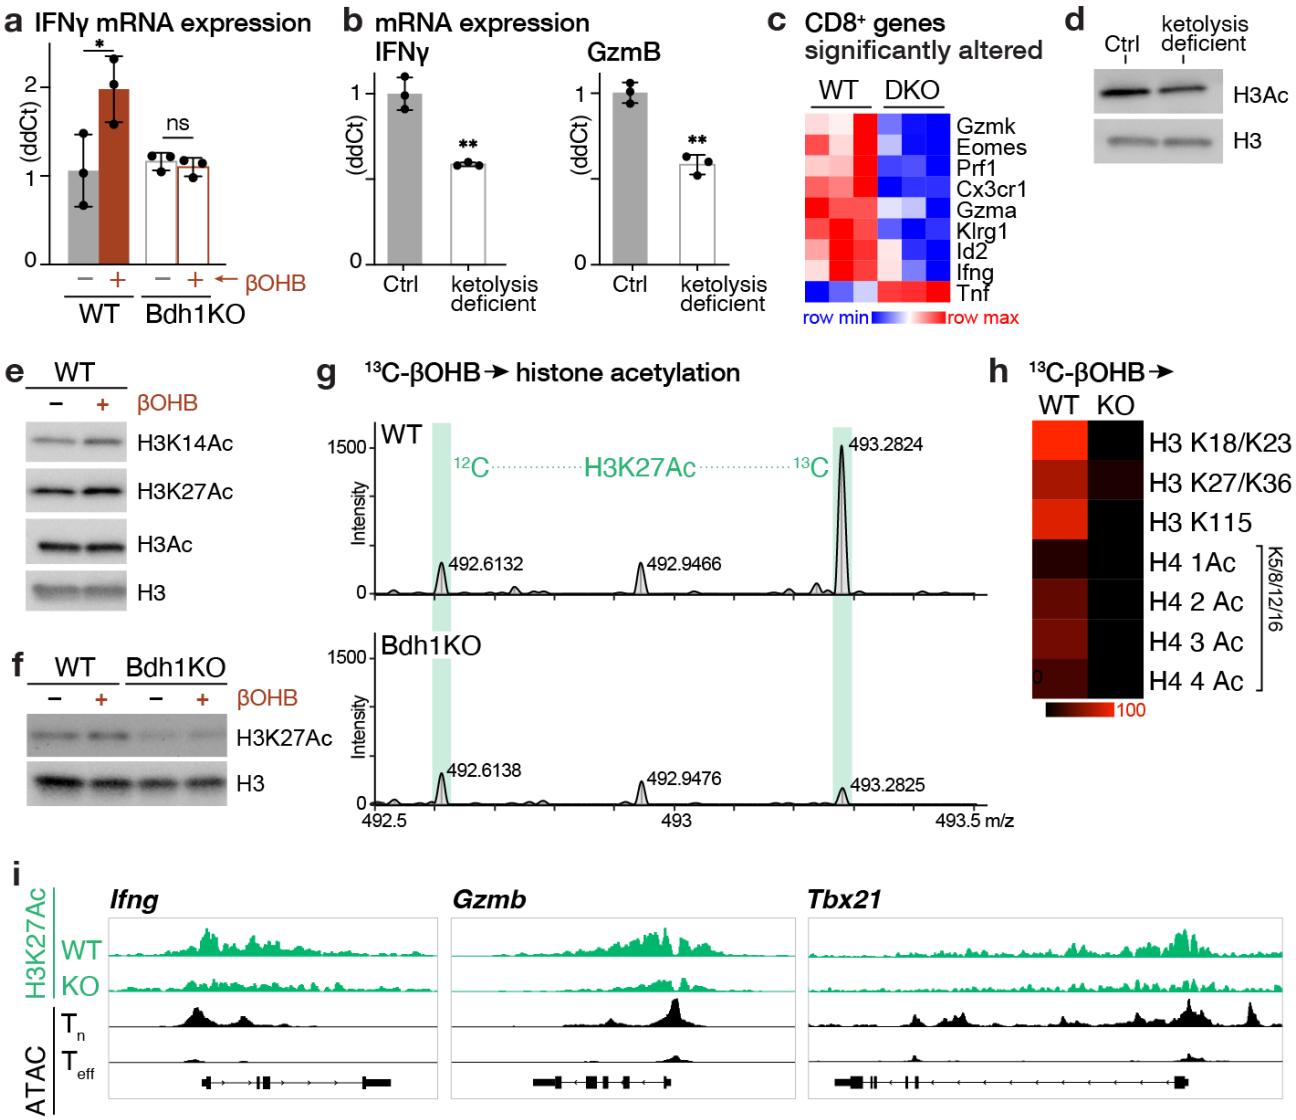 a IFNγ mRNA expression
*
ns
(ddCt)
2
1
0
− + − + ← βOHB
WT Bdh1KO
b mRNA expression
IFNγ GzmB
(ddCt)
1
0
**
Ctrl ketolysis deficient
(ddCt)
1
0
**
Ctrl ketolysis deficient
c CD8⁺ genes
significantly altered
WT DKO
Gzmk
Eomes
Prf1
Cx3cr1
Gzma
Klrg1
Id2
Ifng
Tnf
row min row max
d
Ctrl ketolysis deficient
H3Ac
H3
e
WT
− + βOHB
H3K14Ac
H3K27Ac
H3Ac
H3
f
WT Bdh1KO
− + − + βOHB
H3K27Ac
H3
g ¹³C-βOHB → histone acetylation
WT
1500
Intensity
0
¹²C H3K27Ac ¹³C
492.6132
492.9466
493.2824
Bdh1KO
1500
Intensity
0
492.6138
492.9476
493.2825
492.5 493 493.5 m/z
h ¹³C-βOHB →
WT KO
H3 K18/K23
H3 K27/K36
H3 K115
H4 1Ac
H4 2 Ac
H4 3 Ac
H4 4 Ac
K5/8/12/16
0
100
i
Ifng Gzmb Tbx21
H3K27Ac
WT
KO
ATAC
Tn
Teff